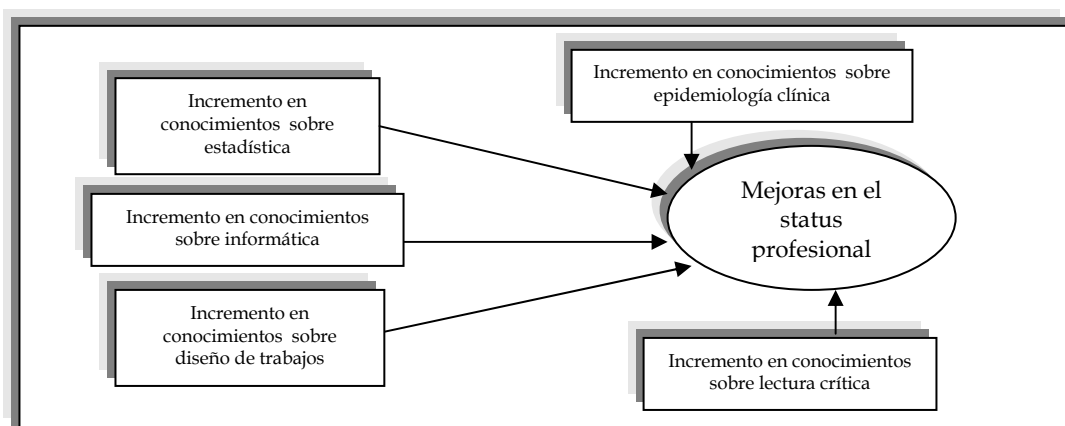 Incremento en
conocimientos sobre
estadística
Incremento en conocimientos sobre
epidemiología clínica
Incremento en conocimientos
sobre informática
Mejoras en el
status
profesional
Incremento en
conocimientos sobre
diseño de trabajos
Incremento en conocimientos
sobre lectura crítica